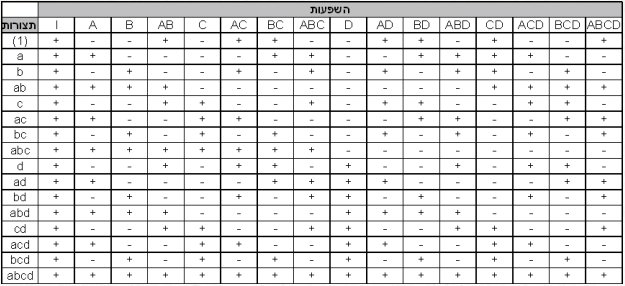 השפעות
תצורות I A B AB C AC BC ABC D AD BD ABD CD ACD BCD ABCD
(1) + - - + - + + - - + + - + - - +
a + + - - - - + + - - + + + + - -
b + - + - - + - + - + - + + - + -
ab + + + + - - - - - - - - + + + +
c + - - + + - - + - + + - - + + -
ac + + - - + + - - - - + + - - + +
bc + - + - + - + - - + - + - + - +
abc + + + + + + + + - - - - - - - -
d + - - + - + + - + - - + - + + -
ad + + - - - - + + + + - - - - + +
bd + - + - - + - + + - + - - + - +
abd + + + + - - - - + + + + - - - -
cd + - - + + - - + + - - + + - - +
acd + + - - + + - - + + - - + + - -
bcd + - + - + - + - + - + - + - + -
abcd + + + + + + + + + + + + + + + +